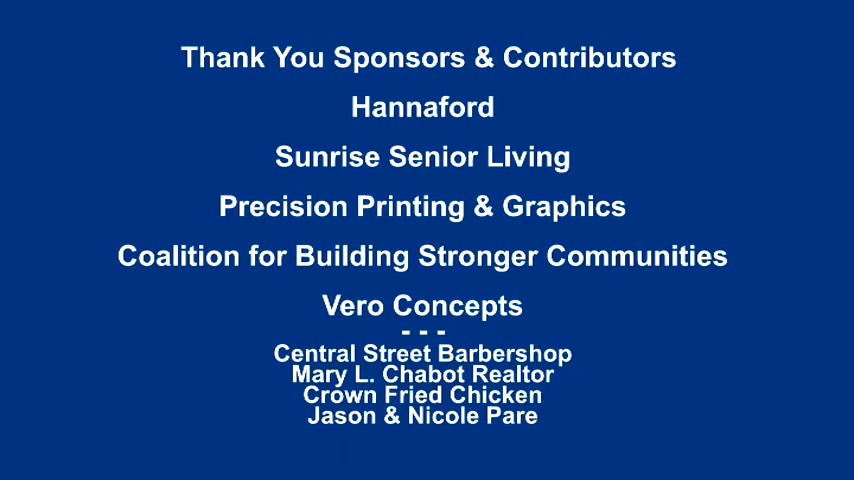 Thank You Sponsors & Contributors
Hannaford
Sunrise Senior Living
Precision Printing & Graphics
Coalition for Building Stronger Communities
Vero Concepts
- - -
Central Street Barbershop
Mary L. Chabot Realtor
Crown Fried Chicken
Jason & Nicole Pare